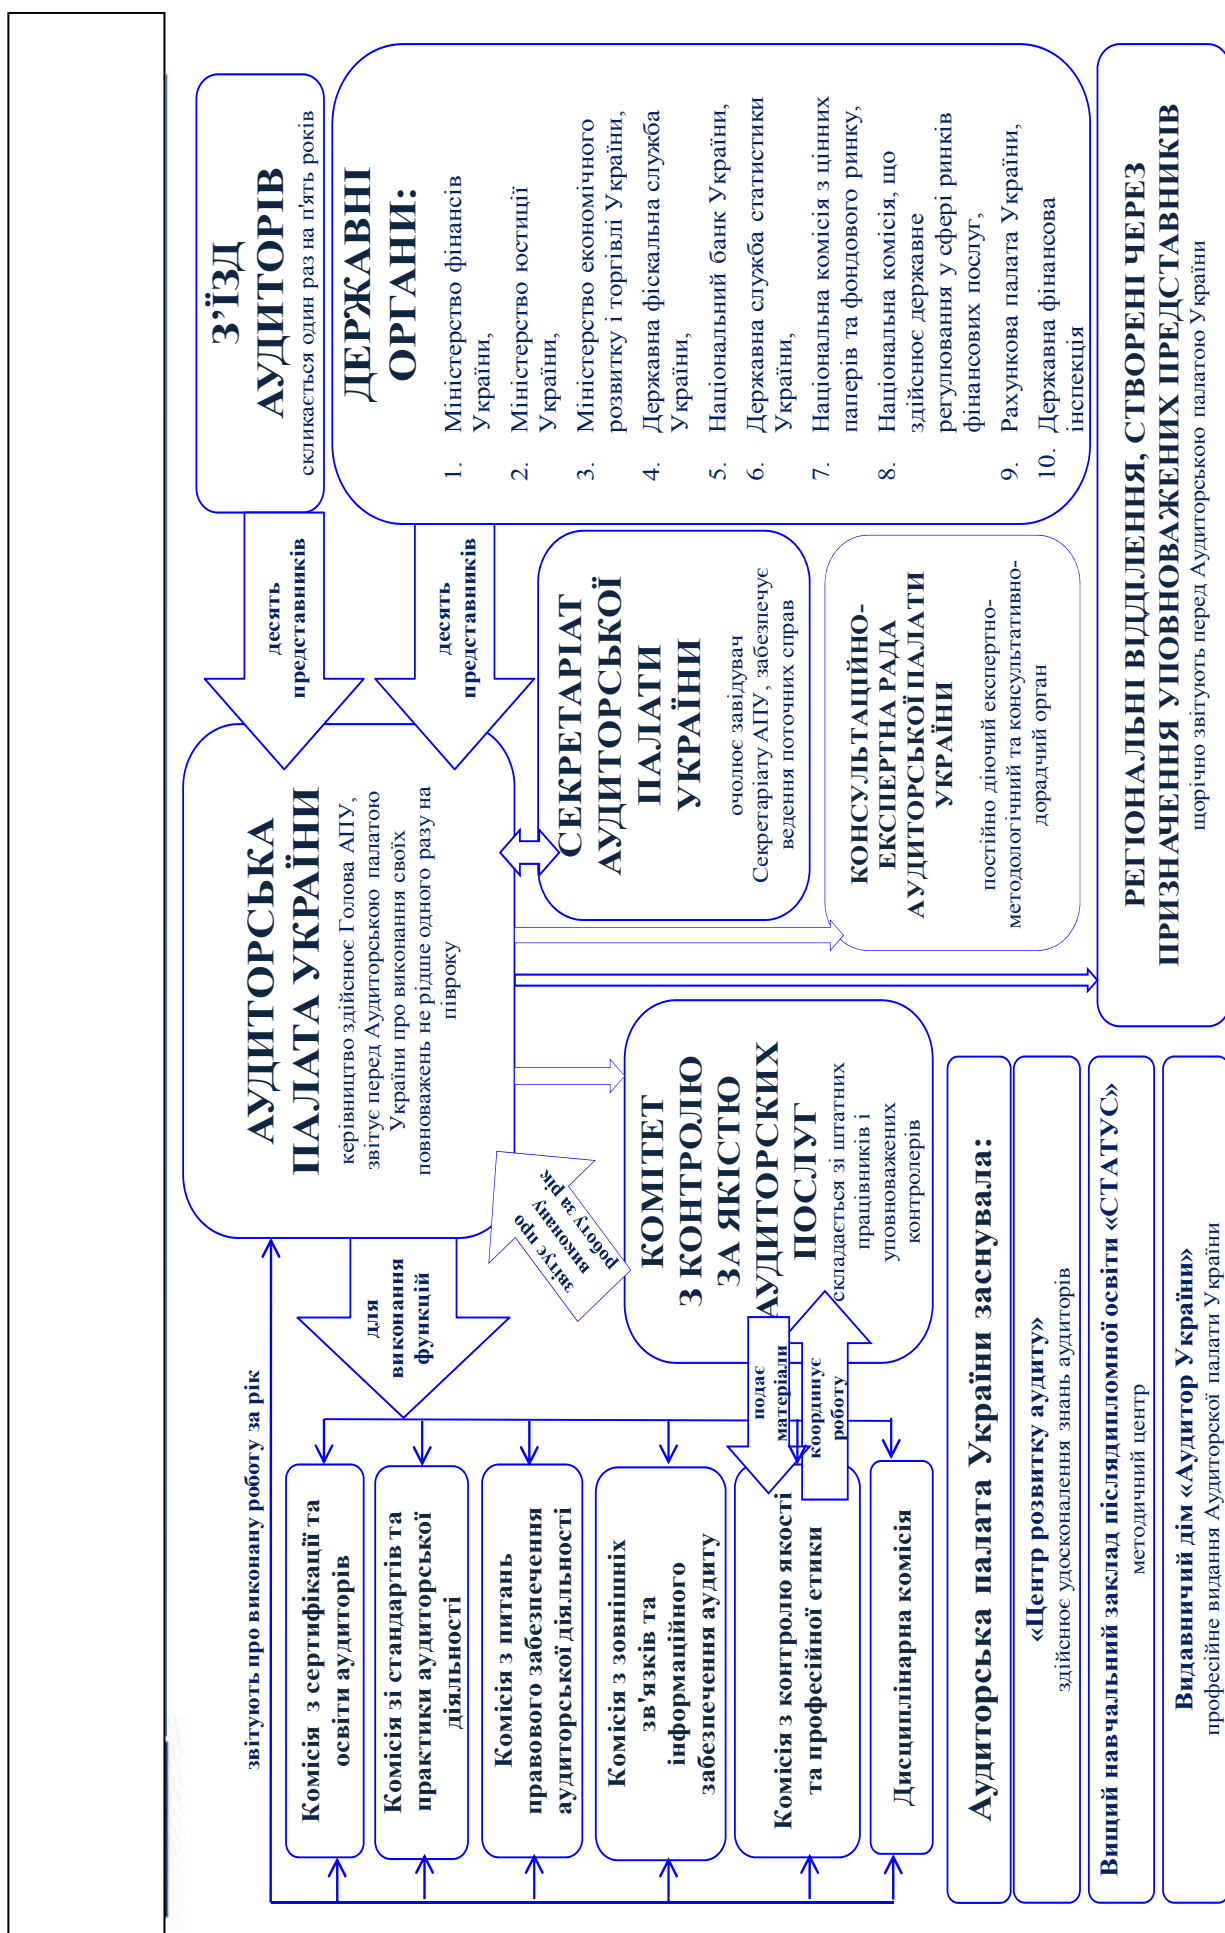 З’ЇЗД
АУДИТОРІВ
скликається один раз на п'ять років
ДЕРЖАВНІ
ОРГАНИ:
1. Міністерство фінансів
України,
2. Міністерство юстиції
України,
3. Міністерство економічного
розвитку і торгівлі України,
4. Державна фіскальна служба
України,
5. Національний банк України,
6. Державна служба статистики
України,
7. Національна комісія з цінних
паперів та фондового ринку,
8. Національна комісія, що
здійснює державне
регулювання у сфері ринків
фінансових послуг,
9. Рахункова палата України,
10. Державна фінансова
інспекція
десять
представників
десять
представників
АУДИТОРСЬКА
ПАЛАТА УКРАЇНИ
керівництво здійснює Голова АПУ,
звітує перед Аудиторською палатою
України про виконання своїх
повноважень не рідше одного разу на
півроку
СЕКРЕТАРІАТ
АУДИТОРСЬКОЇ
ПАЛАТИ
УКРАЇНИ
очолює завідувач
Секретаріату АПУ, забезпечує
ведення поточних справ
КОНСУЛЬТАЦІЙНО-
ЕКСПЕРТНА РАДА
АУДИТОРСЬКОЇ ПАЛАТИ
УКРАЇНИ
постійно діючий експертно-
методологічний та консультативно-
дорадчий орган
РЕГІОНАЛЬНІ ВІДДІЛЕННЯ, СТВОРЕНІ ЧЕРЕЗ
ПРИЗНАЧЕННЯ УПОВНОВАЖЕНИХ ПРЕДСТАВНИКІВ
щорічно звітують перед Аудиторською палатою України
для
виконання
функцій
звітує про
виконану
роботу за рік
КОМІТЕТ
З КОНТРОЛЮ
ЗА ЯКІСТЮ
АУДИТОРСКИХ
ПОСЛУГ
складається зі штатних
працівників і
уповноважених
контролерів
подає
матеріали
координує
роботу
звітують про виконану роботу за рік
Комісія з сертифікації та
освіти аудиторів
Комісія зі стандартів та
практики аудиторської
діяльності
Комісія з питань
правового забезпечення
аудиторської діяльності
Комісія з зовнішніх
зв'язків та
інформаційного
забезпечення аудиту
Комісія з контролю якості
та професійної етики
Дисциплінарна комісія
Аудиторська палата України заснувала:
«Центр розвитку аудиту»
здійснює удосконалення знань аудиторів
Вищий навчальний заклад післядипломної освіти «СТАТУС»
методичний центр
Видавничий дім «Аудитор України»
професійне видання Аудиторскої палати України